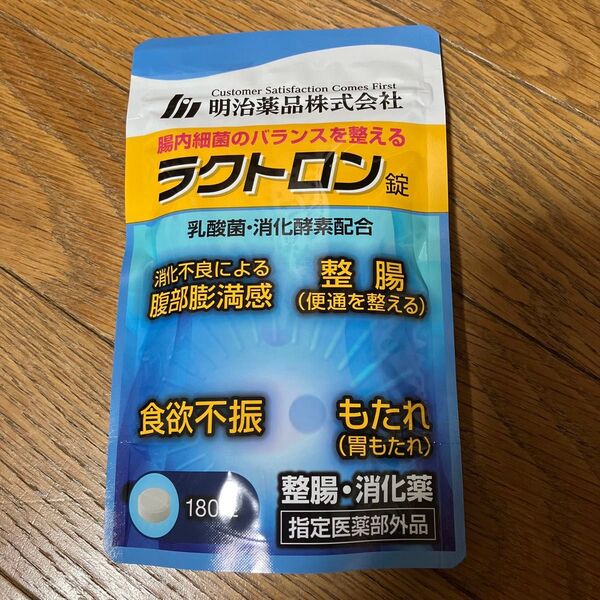 Customer Satisfaction Comes First
明治薬品株式会社
腸内細菌のバランスを整える
ラクトロン錠
乳酸菌・消化酵素配合
消化不良による
腹部膨満感
整腸
(便通を整える)
食欲不振
もたれ
(胃もたれ)
180
整腸・消化薬
指定医薬部外品